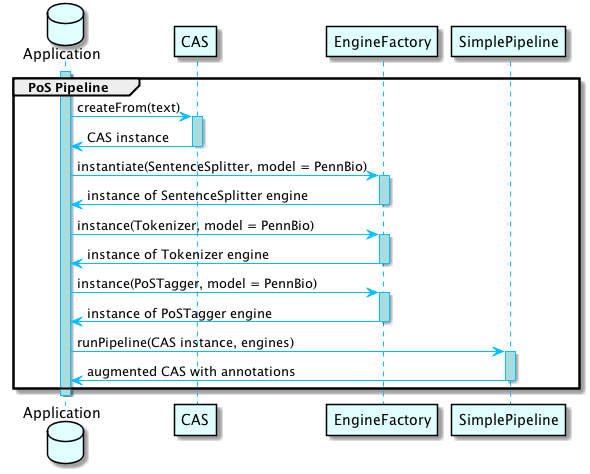 Application
CAS
EngineFactory
SimplePipeline
PoS Pipeline
createFrom(text)
CAS instance
instantiate(SentenceSplitter, model = PennBio)
instance of SentenceSplitter engine
instance(Tokenizer, model = PennBio)
instance of Tokenizer engine
instance(PoSTagger, model = PennBio)
instance of PoSTagger engine
runPipeline(CAS instance, engines)
augmented CAS with annotations
Application
CAS
EngineFactory
SimplePipeline